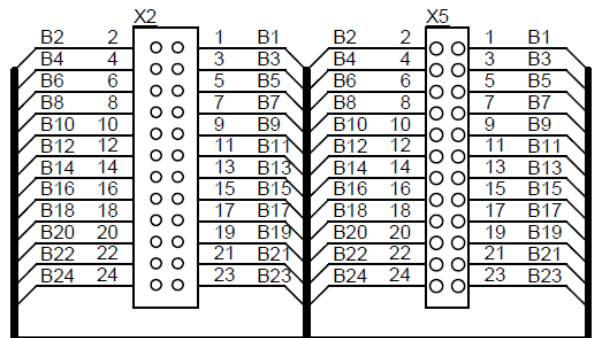 X2 X5
B2 2 1 B1 B2 2 1 B1
B4 4 3 B3 B4 4 3 B3
B6 6 5 B5 B6 6 5 B5
B8 8 7 B7 B8 8 7 B7
B10 10 9 B9 B10 10 9 B9
B12 12 11 B11 B12 12 11 B11
B14 14 13 B13 B14 14 13 B13
B16 16 15 B15 B16 16 15 B15
B18 18 17 B17 B18 18 17 B17
B20 20 19 B19 B20 20 19 B19
B22 22 21 B21 B22 22 21 B21
B24 24 23 B23 B24 24 23 B23